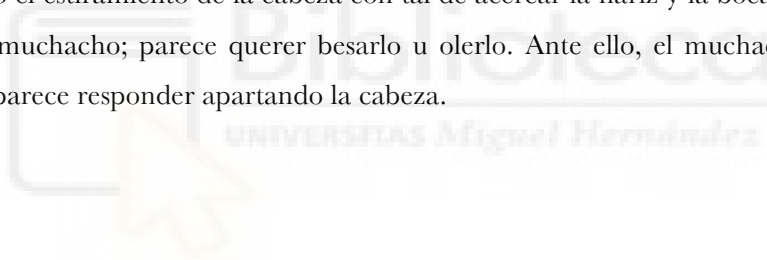 o el estiramiento de la cabeza con tal de acercar la nariz y la boca
muchacho; parece querer besarlo u olerlo. Ante ello, el muchac
parece responder apartando la cabeza.
Biblioteca
UNIVERSITAS Miguel Hernández